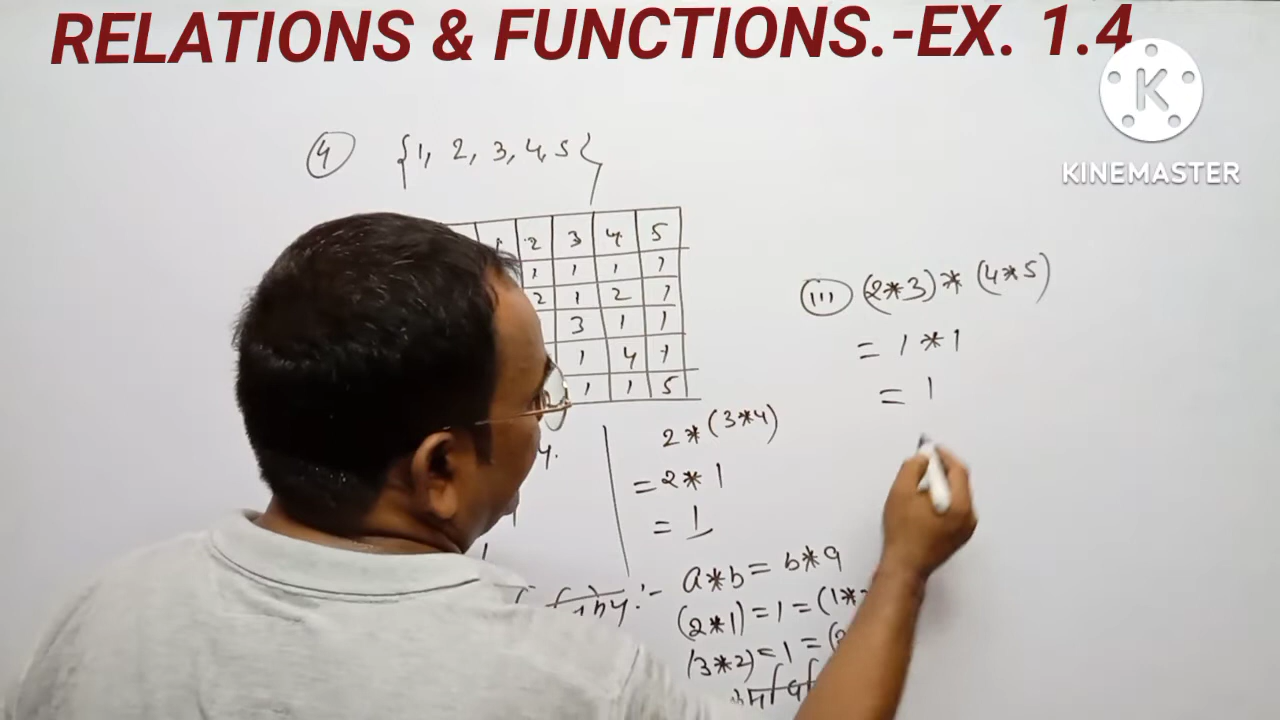 RELATIONS & FUNCTIONS.-EX. 1.4
K
KINEMASTER
4 {1, 2, 3, 4, 5}
2 3 4 5
1 1 1 1
2 1 2 1
3 1 1
1 4 1
1 1 5
2*(3*4)
= 2*1
= 1
a*b = b*a
(2*1) = 1 = (1*
(3*2) = 1 = (2
iii (2*3)*(4*5)
= 1*1
= 1